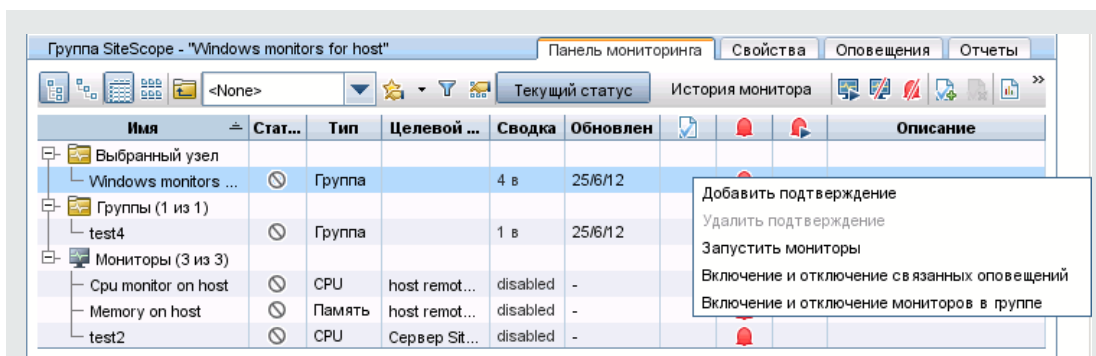 Группа SiteScope - "Windows monitors for host" Панель мониторинга Свойства Оповещения Отчеты
<None> Текущий статус История монитора »
Имя Стат... Тип Целевой ... Сводка Обновлен Описание
Выбранный узел
Windows monitors ... Группа 4 в 25/6/12
Группы (1 из 1)
test4 Группа 1 в 25/6/12
Мониторы (3 из 3)
Cpu monitor on host CPU host remot... disabled -
Memory on host Память host remot... disabled -
test2 CPU Сервер Sit... disabled -
Добавить подтверждение
Удалить подтверждение
Запустить мониторы
Включение и отключение связанных оповещений
Включение и отключение мониторов в группе